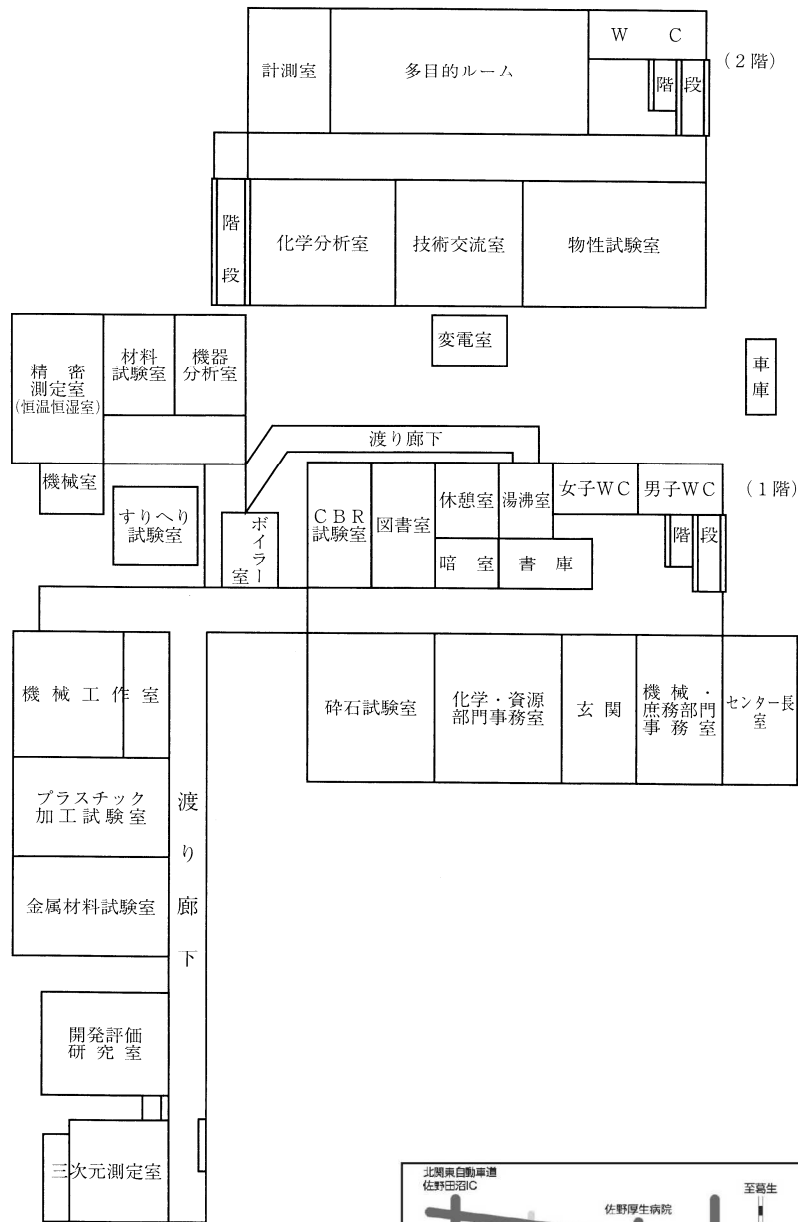 W C
(2階)
計測室
多目的ルーム
階段
階
段
化学分析室
技術交流室
物性試験室
変電室
車
庫
精密
測定室
(恒温恒湿室)
材料
試験室
機器
分析室
渡り廊下
機械室
すりへり
試験室
ボイラー
室
CBR
試験室
図書室
休憩室
湯沸室
女子WC
男子WC
(1階)
暗室
書庫
階段
機械工作室
砕石試験室
化学・資源
部門事務室
玄関
機械・
庶務部門
事務室
センター長
室
プラスチック
加工試験室
渡り廊下
金属材料試験室
開発評価
研究室
三次元測定室
北関東自動車道
佐野田沼IC
佐野厚生病院
至葛生